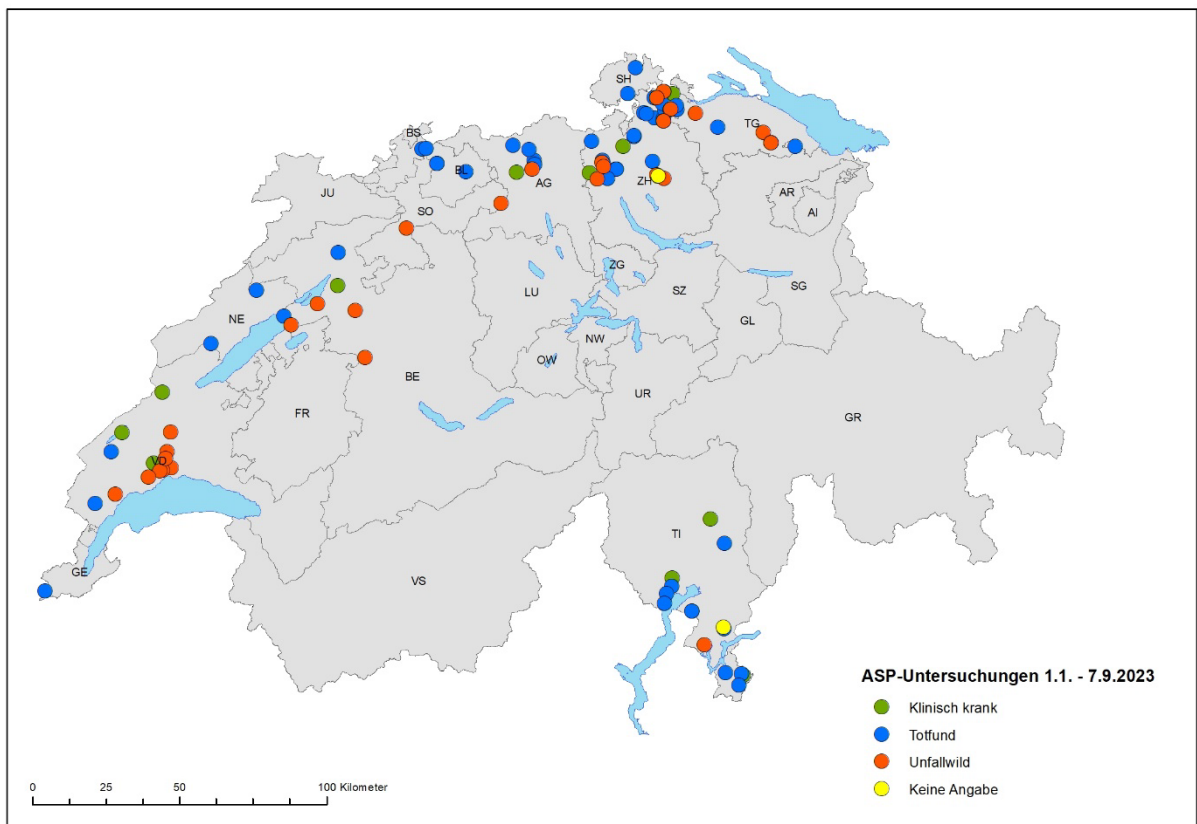 SH
BS
TG
BL
AG
ZH
JU
AR
SO
AI
ZG
LU
SZ
SG
NE
GL
NW
OW
BE
UR
FR
GR
VD
TI
GE
VS
ASP-Untersuchungen 1.1. - 7.9.2023
Klinisch krank
Totfund
Unfallwild
Keine Angabe
0 25 50 100 Kilometer